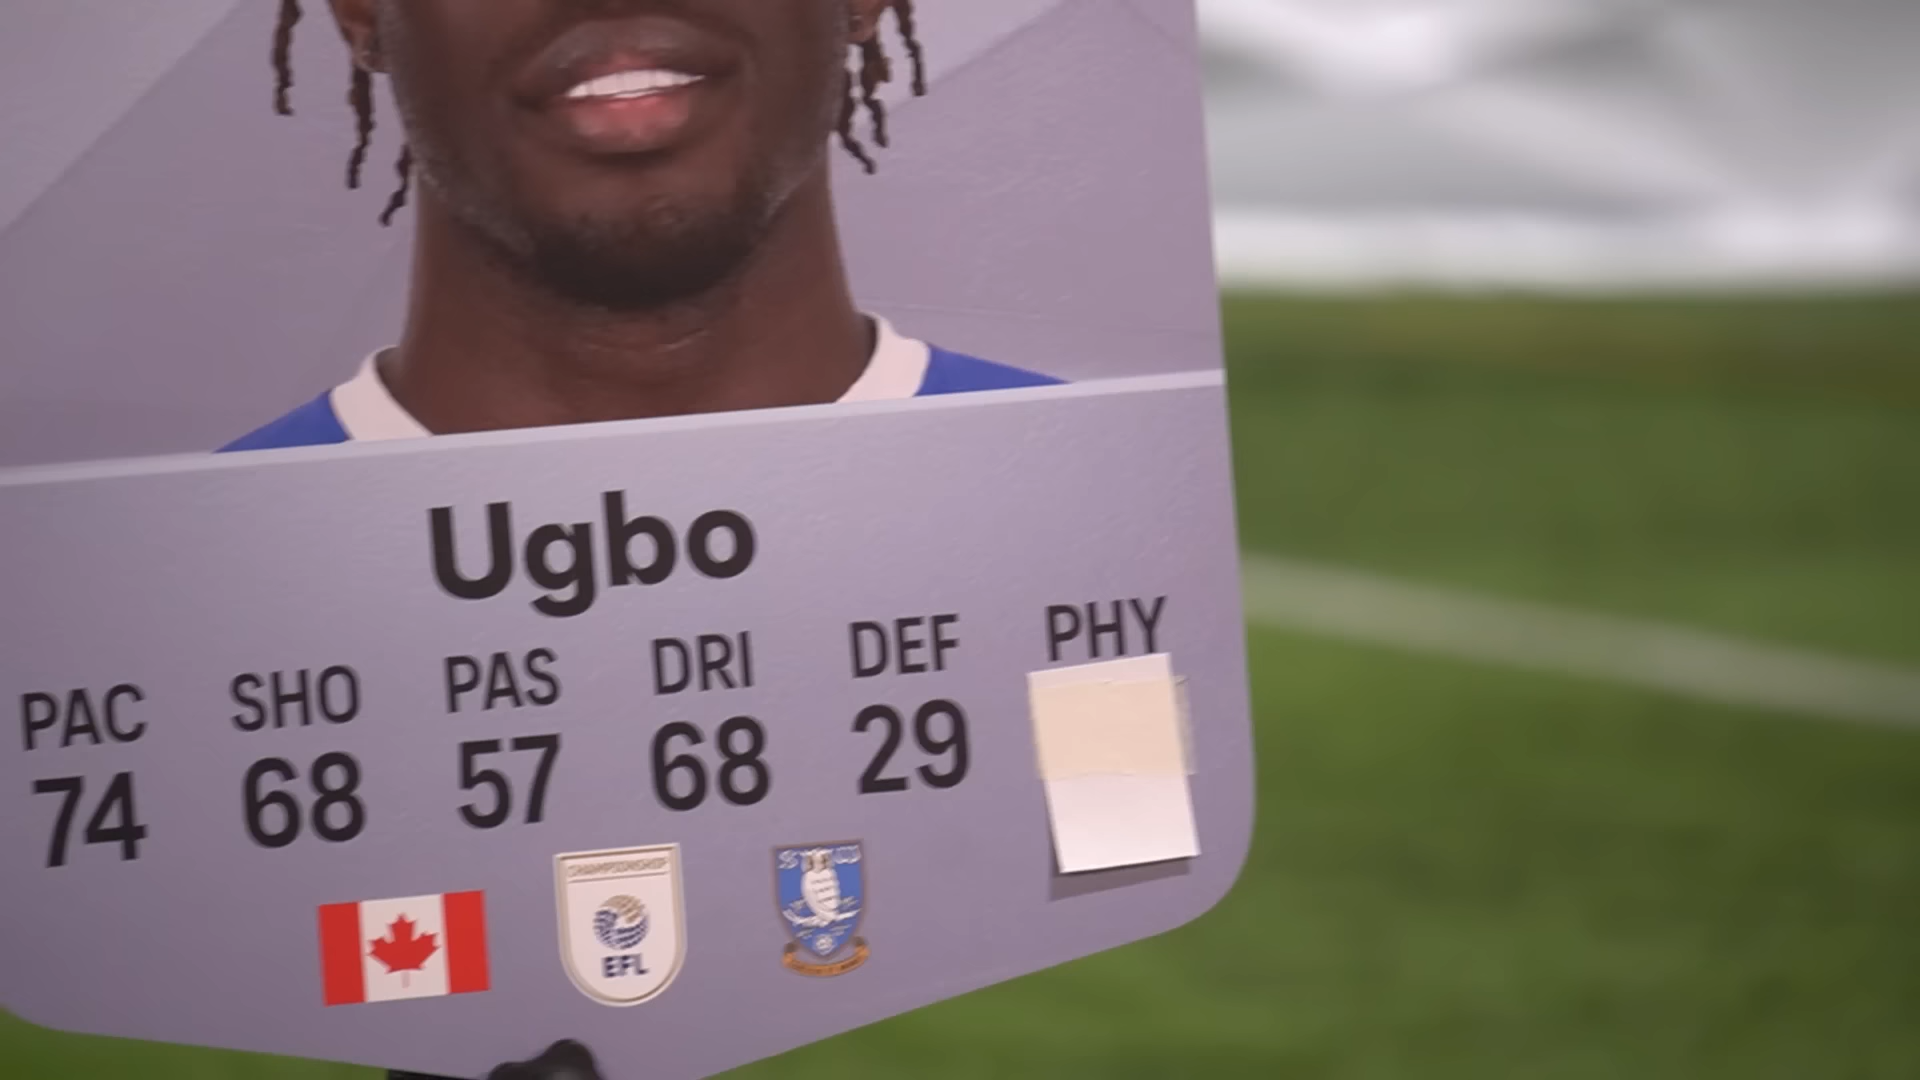 Ugbo
PAC SHO PAS DRI DEF PHY
74 68 57 68 29
CHAMPIONSHIP
EFL